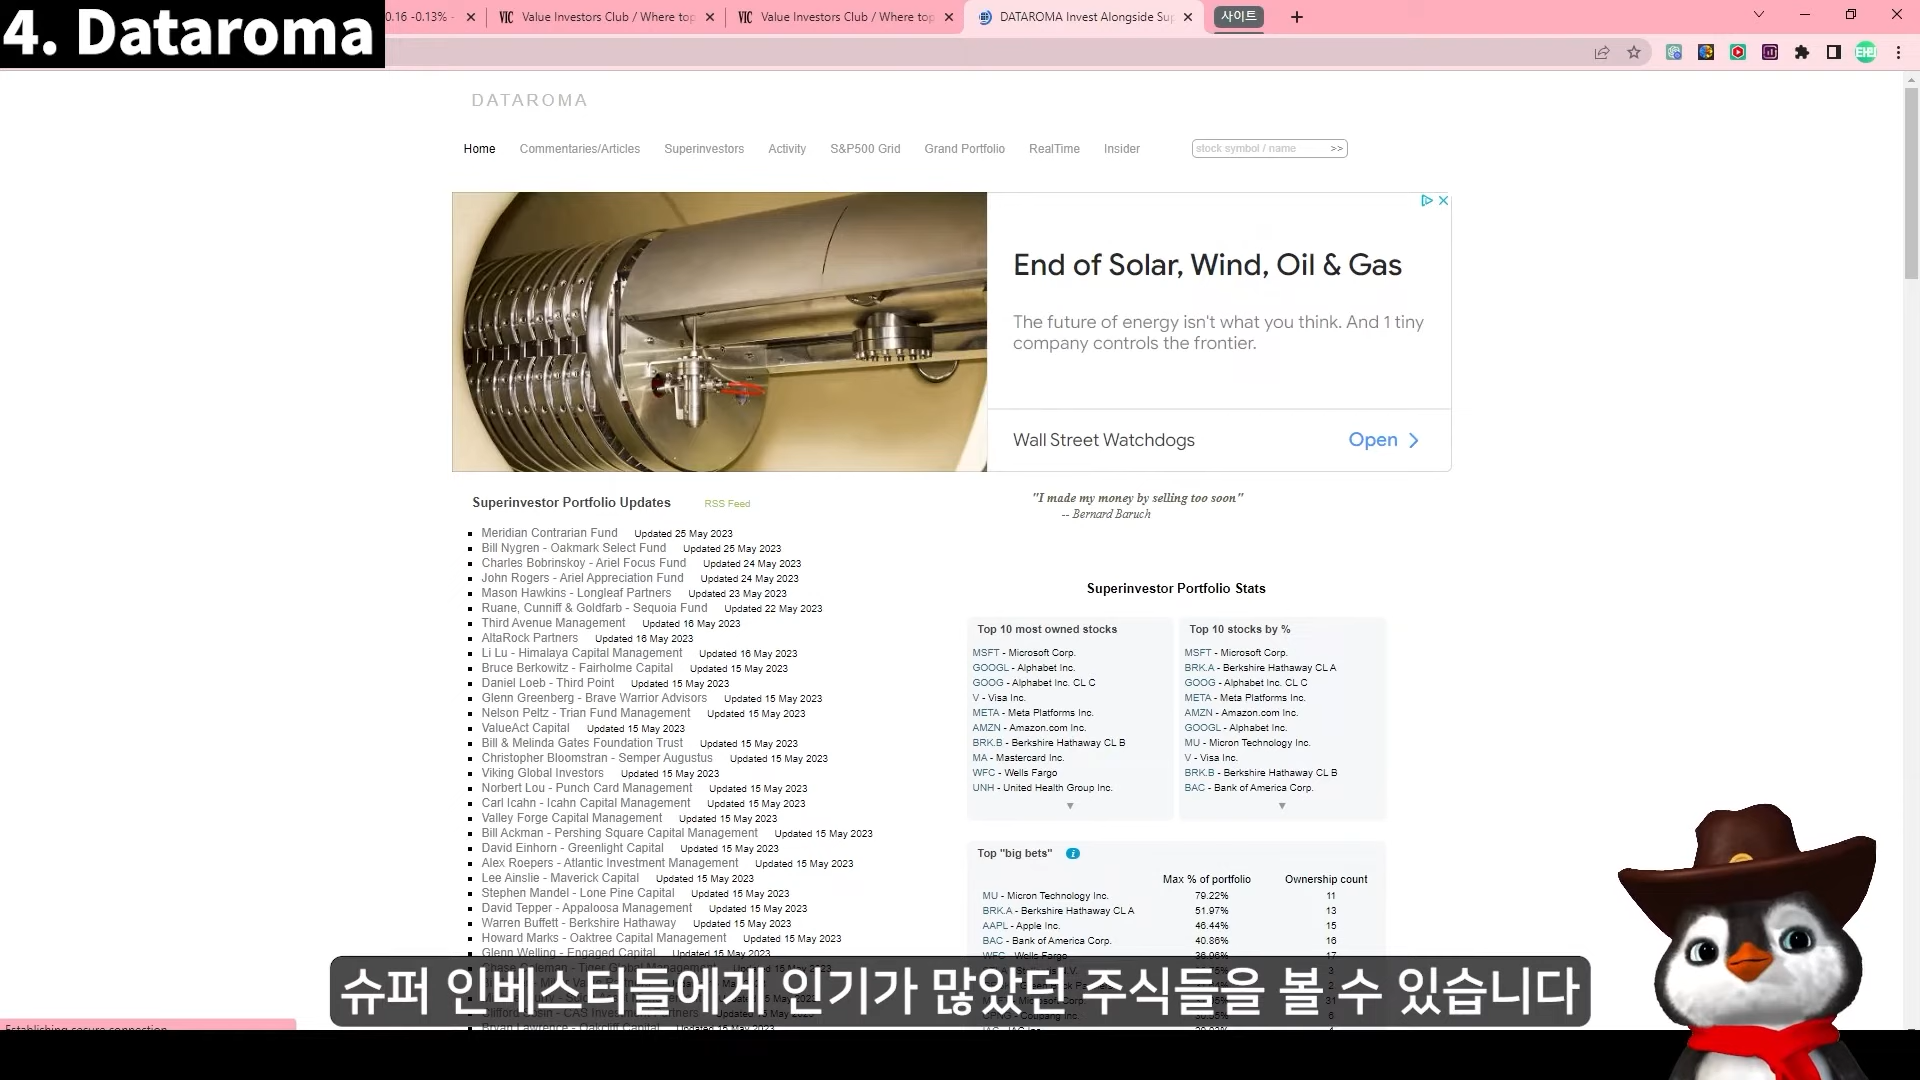 4. Dataroma
0.16 -0.13% -
VIC Value Investors Club / Where top
VIC Value Investors Club / Where top
DATAROMA Invest Alongside Sup
사이트
타린
DATAROMA
Home Commentaries/Articles Superinvestors Activity S&P500 Grid Grand Portfolio RealTime Insider
stock symbol / name >>
End of Solar, Wind, Oil & Gas
The future of energy isn't what you think. And 1 tiny
company controls the frontier.
Wall Street Watchdogs
Open
Superinvestor Portfolio Updates RSS Feed
Meridian Contrarian Fund Updated 25 May 2023
Bill Nygren - Oakmark Select Fund Updated 25 May 2023
Charles Bobrinskoy - Ariel Focus Fund Updated 24 May 2023
John Rogers - Ariel Appreciation Fund Updated 24 May 2023
Mason Hawkins - Longleaf Partners Updated 23 May 2023
Ruane, Cunniff & Goldfarb - Sequoia Fund Updated 22 May 2023
Third Avenue Management Updated 16 May 2023
AltaRock Partners Updated 16 May 2023
Li Lu - Himalaya Capital Management Updated 16 May 2023
Bruce Berkowitz - Fairholme Capital Updated 15 May 2023
Daniel Loeb - Third Point Updated 15 May 2023
Glenn Greenberg - Brave Warrior Advisors Updated 15 May 2023
Nelson Peltz - Trian Fund Management Updated 15 May 2023
ValueAct Capital Updated 15 May 2023
Bill & Melinda Gates Foundation Trust Updated 15 May 2023
Christopher Bloomstran - Semper Augustus Updated 15 May 2023
Viking Global Investors Updated 15 May 2023
Norbert Lou - Punch Card Management Updated 15 May 2023
Carl Icahn - Icahn Capital Management Updated 15 May 2023
Valley Forge Capital Management Updated 15 May 2023
Bill Ackman - Pershing Square Capital Management Updated 15 May 2023
David Einhorn - Greenlight Capital Updated 15 May 2023
Alex Roepers - Atlantic Investment Management Updated 15 May 2023
Lee Ainslie - Maverick Capital Updated 15 May 2023
Stephen Mandel - Lone Pine Capital Updated 15 May 2023
David Tepper - Appaloosa Management Updated 15 May 2023
Warren Buffett - Berkshire Hathaway Updated 15 May 2023
Howard Marks - Oaktree Capital Management Updated 15 May 2023
Glenn Welling - Engaged Capital Updated 15 May 2023
"I made my money by selling too soon"
-- Bernard Baruch
Superinvestor Portfolio Stats
Top 10 most owned stocks
MSFT - Microsoft Corp.
GOOGL - Alphabet Inc.
GOOG - Alphabet Inc. CL C
V - Visa Inc.
META - Meta Platforms Inc.
AMZN - Amazon.com Inc.
BRK.B - Berkshire Hathaway CL B
MA - Mastercard Inc.
WFC - Wells Fargo
UNH - United Health Group Inc.
Top 10 stocks by %
MSFT - Microsoft Corp.
BRK.A - Berkshire Hathaway CL A
GOOG - Alphabet Inc. CL C
META - Meta Platforms Inc.
AMZN - Amazon.com Inc.
GOOGL - Alphabet Inc.
MU - Micron Technology Inc.
V - Visa Inc.
BRK.B - Berkshire Hathaway CL B
BAC - Bank of America Corp.
Top "big bets" i
Max % of portfolio Ownership count
MU - Micron Technology Inc. 79.22% 11
BRK.A - Berkshire Hathaway CL A 51.97% 13
AAPL - Apple Inc. 46.44% 15
BAC - Bank of America Corp. 40.86% 16
WFC - Wells Fargo 36.06% 17
슈퍼 인베스터들에게 인기가 많았던 주식들을 볼 수 있습니다
Establishing secure connection